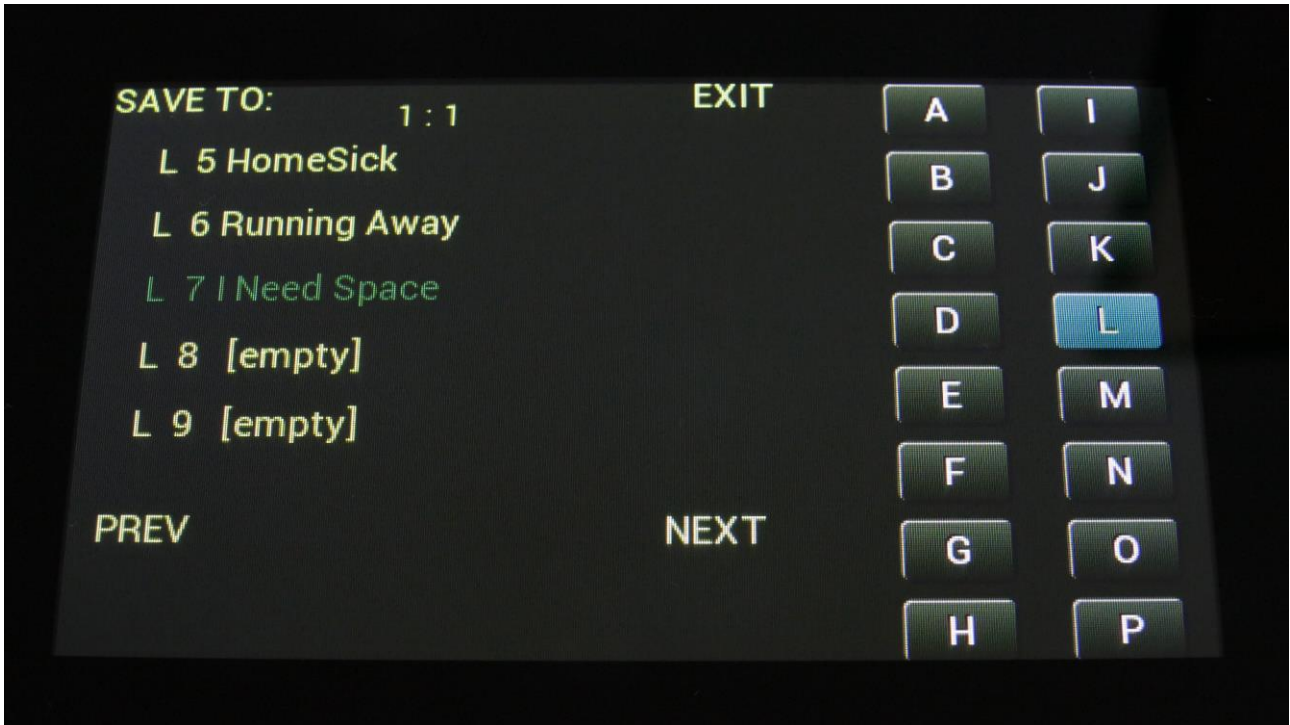 SAVE TO: 1 : 1 EXIT
L 5 HomeSick
L 6 Running Away
L 7 I Need Space
L 8 [empty]
L 9 [empty]
PREV NEXT
A I
B J
C K
D L
E M
F N
G O
H P